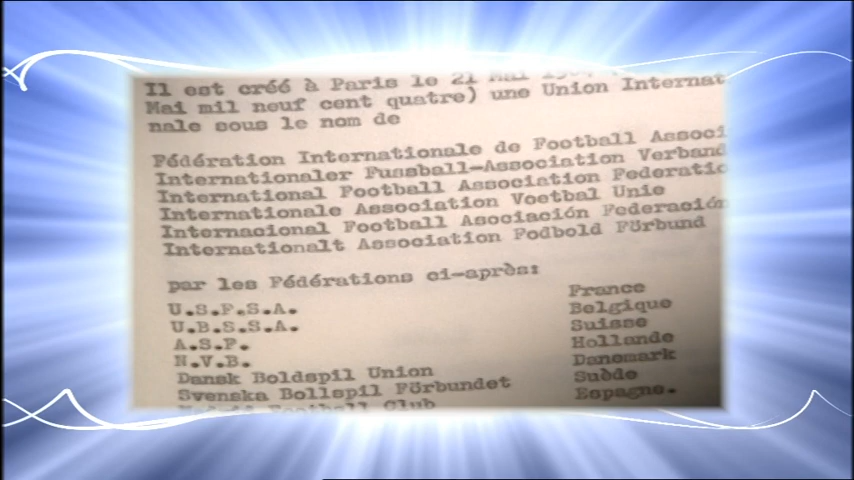 Il est créé à Paris le 21 Mai
Mai mil neuf cent quatre) une Union Internat
nale sous le nom de
Fédération Internationale de Football Associ
Internationaler Fussball-Association Verband
International Football Association Federatio
Internationale Association Voetbal Unie
Internacional Football Asociación Federación
Internationalt Association Fodbold Förbund
par les Fédérations ci-après:
U.S.F.S.A. France
U.B.S.S.A. Belgique
A.S.F. Suisse
N.V.B. Hollande
Dansk Boldspil Union Danemark
Svenska Bollspil Förbundet Suède
Madrid Football Club Espagne.